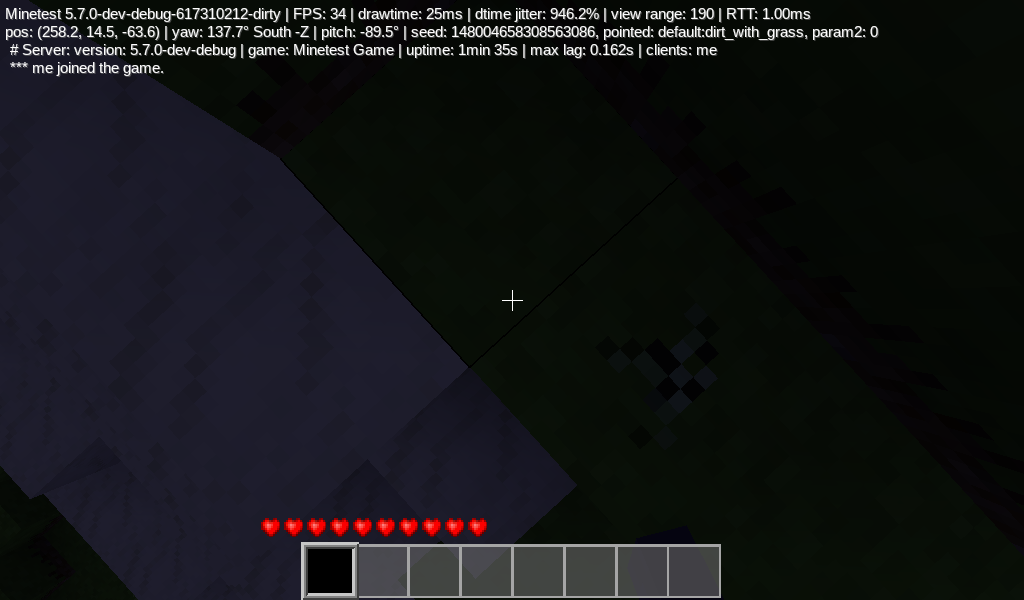 Minetest 5.7.0-dev-debug-617310212-dirty | FPS: 34 | drawtime: 25ms | dtime jitter: 946.2% | view range: 190 | RTT: 1.00ms
pos: (258.2, 14.5, -63.6) | yaw: 137.7° South -Z | pitch: -89.5° | seed: 148004658308563086, pointed: default:dirt_with_grass, param2: 0
# Server: version: 5.7.0-dev-debug | game: Minetest Game | uptime: 1min 35s | max lag: 0.162s | clients: me
*** me joined the game.